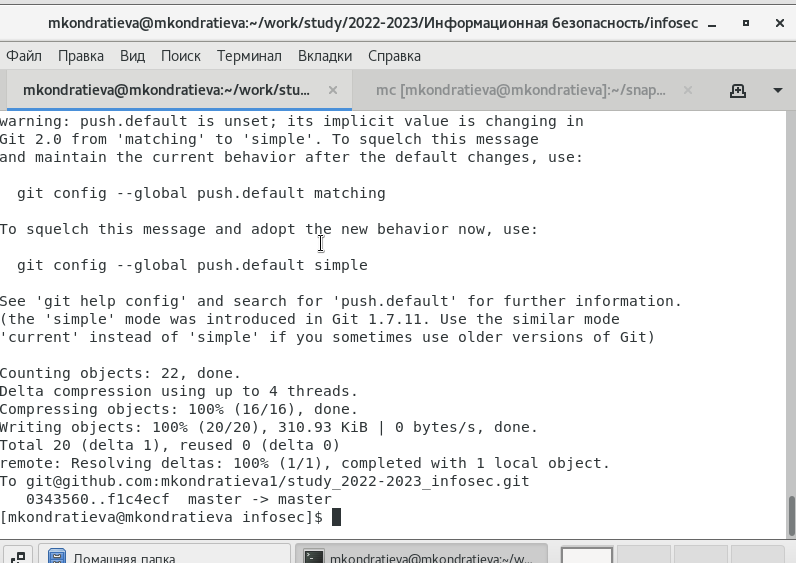 mkondratieva@mkondratieva:~/work/study/2022-2023/Информационная безопасность/infosec
Файл Правка Вид Поиск Терминал Вкладки Справка
mkondratieva@mkondratieva:~/work/stu... mc [mkondratieva@mkondratieva]:~/snap...
warning: push.default is unset; its implicit value is changing in
Git 2.0 from 'matching' to 'simple'. To squelch this message
and maintain the current behavior after the default changes, use:
git config --global push.default matching
To squelch this message and adopt the new behavior now, use:
git config --global push.default simple
See 'git help config' and search for 'push.default' for further information.
(the 'simple' mode was introduced in Git 1.7.11. Use the similar mode
'current' instead of 'simple' if you sometimes use older versions of Git)
Counting objects: 22, done.
Delta compression using up to 4 threads.
Compressing objects: 100% (16/16), done.
Writing objects: 100% (20/20), 310.93 KiB | 0 bytes/s, done.
Total 20 (delta 1), reused 0 (delta 0)
remote: Resolving deltas: 100% (1/1), completed with 1 local object.
To git@github.com:mkondratieva1/study_2022-2023_infosec.git
0343560..f1c4ecf master -> master
[mkondratieva@mkondratieva infosec]$
Домашняя папка mkondratieva@mkondratieva:~/w...